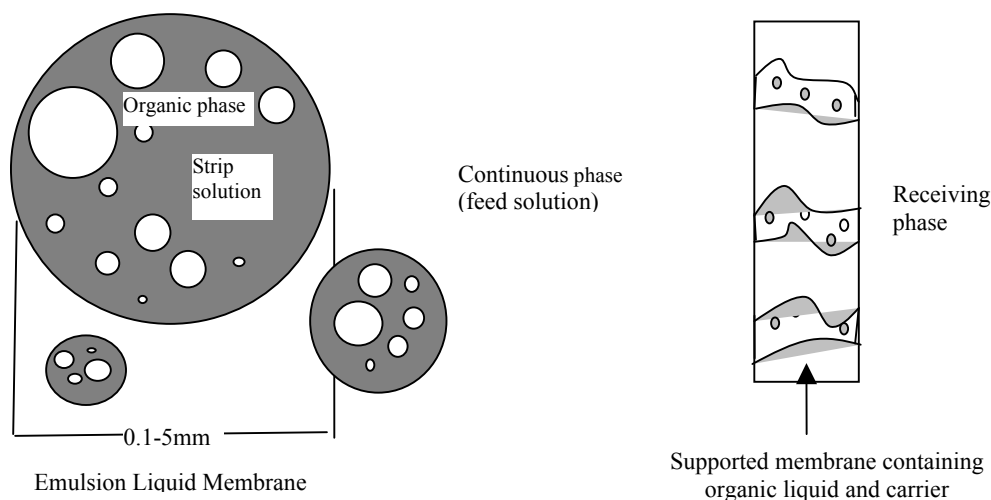 Organic phase
Strip
solution
Continuous phase
(feed solution)
Receiving
phase
0.1-5mm
Emulsion Liquid Membrane
Supported membrane containing
organic liquid and carrier